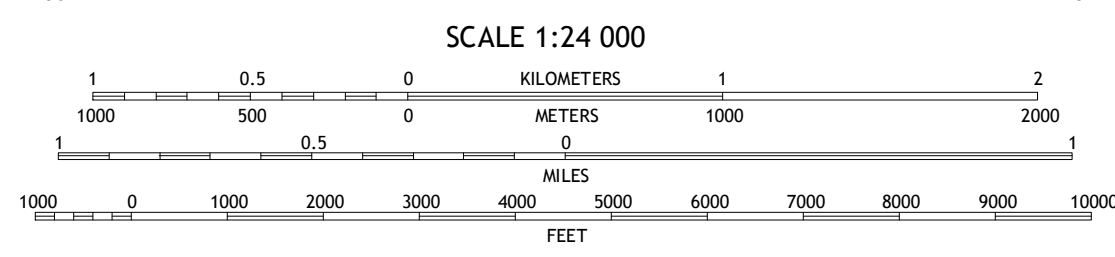 SCALE 1:24 000
1 0.5 0 KILOMETERS 1 2
1000 500 0 METERS 1000 2000
1 0.5 0 1
MILES
1000 0 1000 2000 3000 4000 5000 6000 7000 8000 9000 10000
FEET